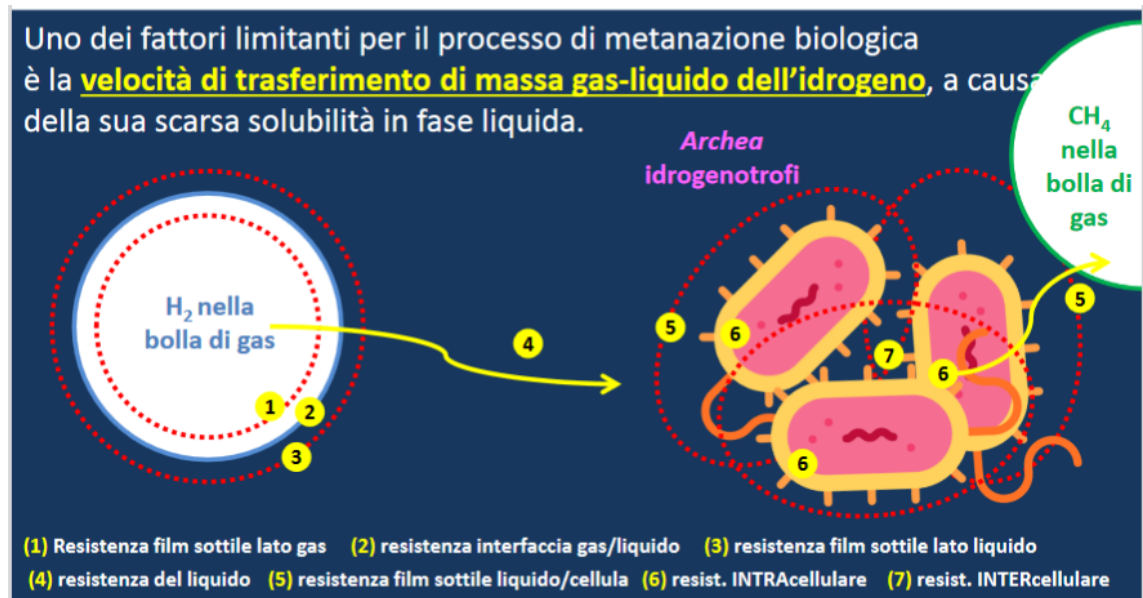 Uno dei fattori limitanti per il processo di metanazione biologica
è la velocità di trasferimento di massa gas-liquido dell'idrogeno, a causa
della sua scarsa solubilità in fase liquida.
CH₄
nella
bolla di
gas
Archea
idrogenotrofi
H₂ nella
bolla di gas
4
5
6
7
5
6
1
2
3
6
(1) Resistenza film sottile lato gas (2) resistenza interfaccia gas/liquido (3) resistenza film sottile lato liquido
(4) resistenza del liquido (5) resistenza film sottile liquido/cellula (6) resist. INTRAcellulare (7) resist. INTERcellulare